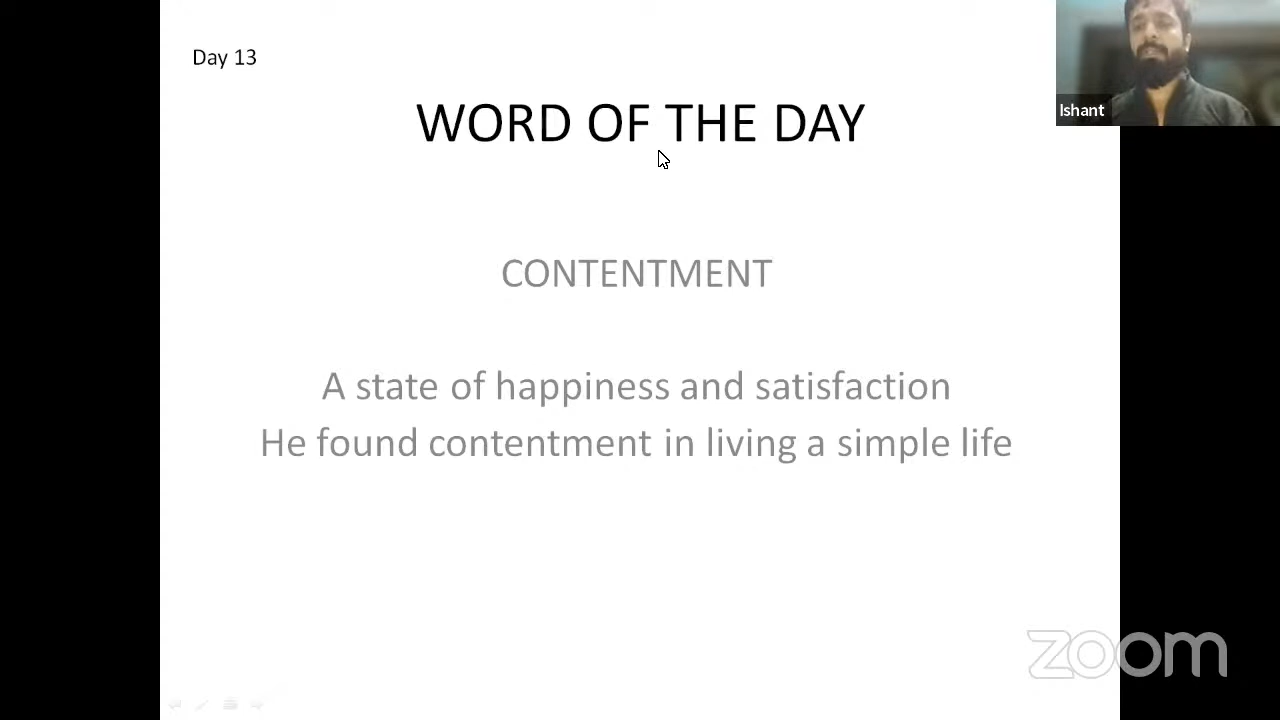 Day 13
Ishant
WORD OF THE DAY
CONTENTMENT
A state of happiness and satisfaction
He found contentment in living a simple life
zoom